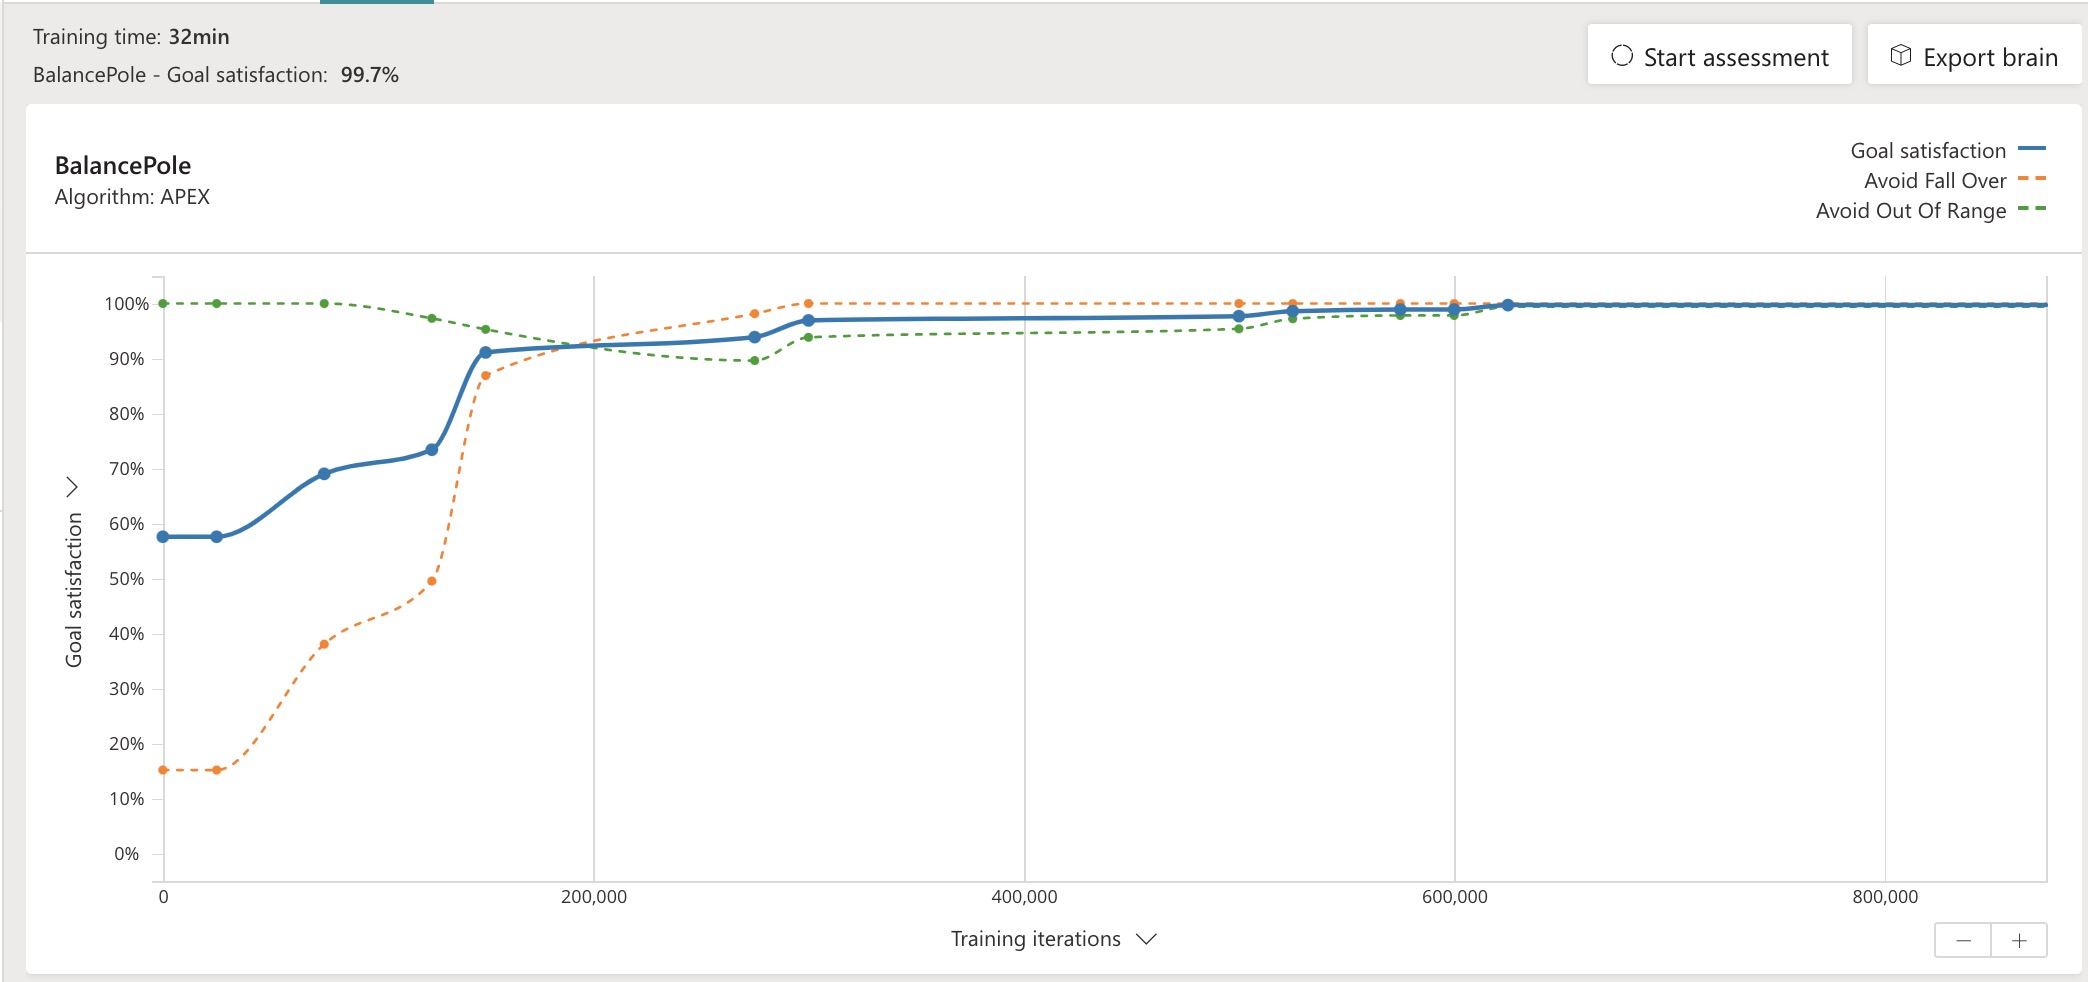 Training time: 32min
BalancePole - Goal satisfaction: 99.7%
Start assessment
Export brain
BalancePole
Algorithm: APEX
Goal satisfaction
Avoid Fall Over
Avoid Out Of Range
100%
90%
80%
70%
60%
50%
40%
30%
20%
10%
0%
Goal satisfaction
0 200,000 400,000 600,000 800,000
Training iterations
− +